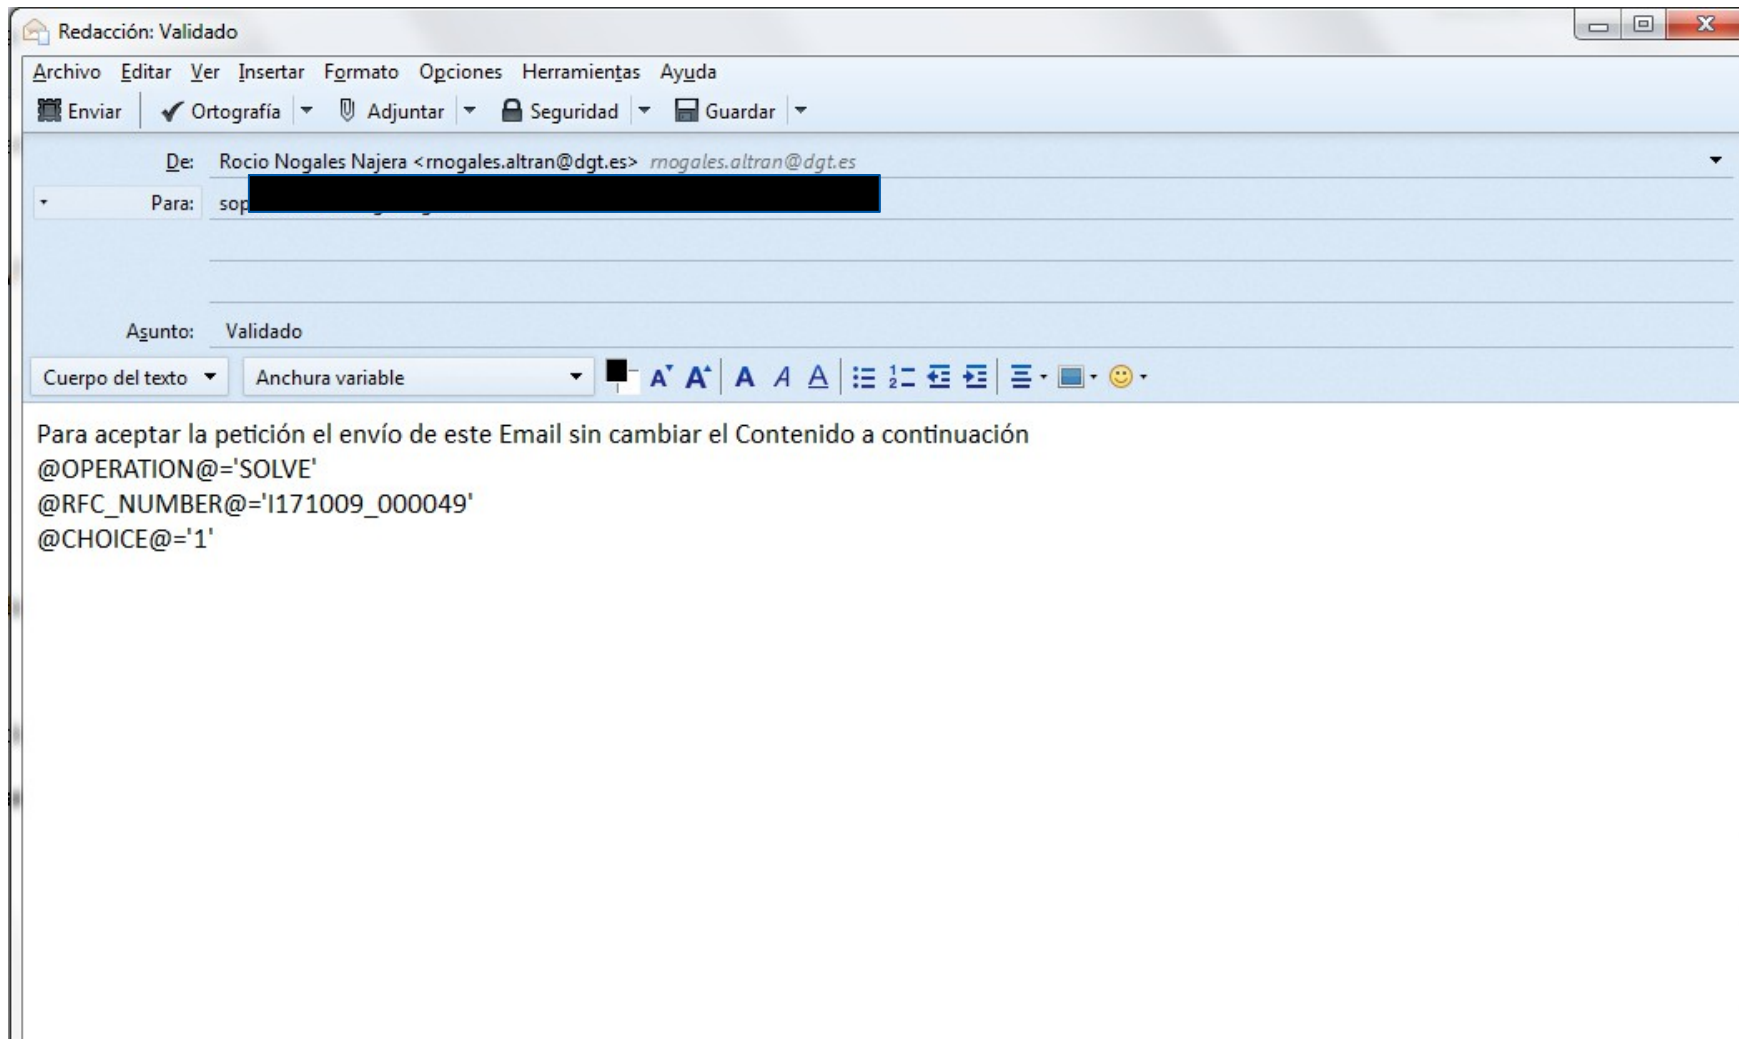 Redacción: Validado
Archivo Editar Ver Insertar Formato Opciones Herramientas Ayuda
Enviar Ortografía Adjuntar Seguridad Guardar
De: Rocio Nogales Najera <rnogales.altran@dgt.es> rnogales.altran@dgt.es
Para: sop
Asunto: Validado
Cuerpo del texto Anchura variable
Para aceptar la petición el envío de este Email sin cambiar el Contenido a continuación
@OPERATION@='SOLVE'
@RFC_NUMBER@='I171009_000049'
@CHOICE@='1'